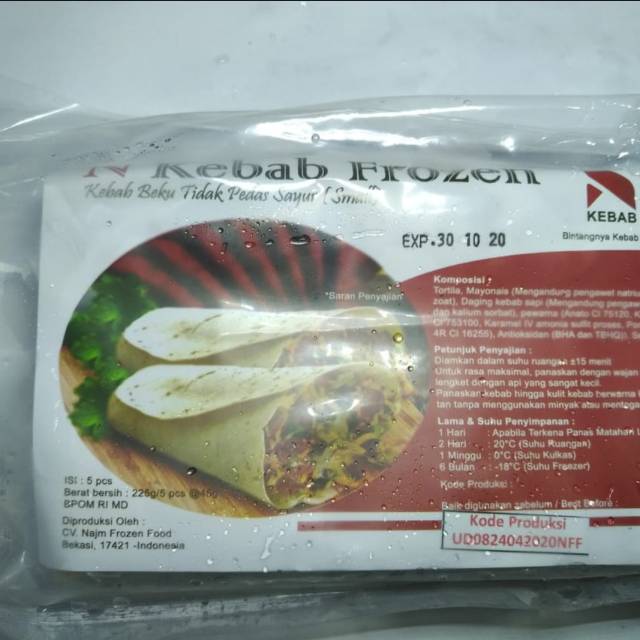 N Kebab Frozen
Kebab Beku Tidak Pedas Sayur (Small)
KEBAB
Bintangnya Kebab
EXP.30 10 20
"Saran Penyajian"
Komposisi :
Tortila, Mayonais (Mengandung pengawet natri
zoat), Daging kebab sapi (Mengandung
dan kalium sorbat), pewarna (Anato CI 75120, K
CI 753100, Karamel IV amonia sulfit proses,
4R CI 16255), Antioksidan (BHA dan TBHQ),
Petunjuk Penyajian :
Diamkan dalam suhu ruangan ±15 menit
Untuk rasa maksimal, panaskan dengan wajan
lengket dengan api yang sangat kecil.
Panaskan kebab hingga kulit kebab berwarna
tan tanpa menggunakan minyak atau mentega
Lama & Suhu Penyimpanan :
1 Hari : Apabila Terkena Panas Matahari
2 Hari : 20°C (Suhu Ruangan)
1 Minggu : 0°C (Suhu Kulkas)
6 Bulan : -18°C (Suhu Freezer)
Kode Produksi :
Baik digunakan sebelum / Best Before :
Kode Produksi
UD0824042020NFF
ISI : 5 pcs
Berat bersih : 225g/5 pcs @45g
BPOM RI MD
Diproduksi Oleh :
CV. Najm Frozen Food
Bekasi, 17421 -Indonesia